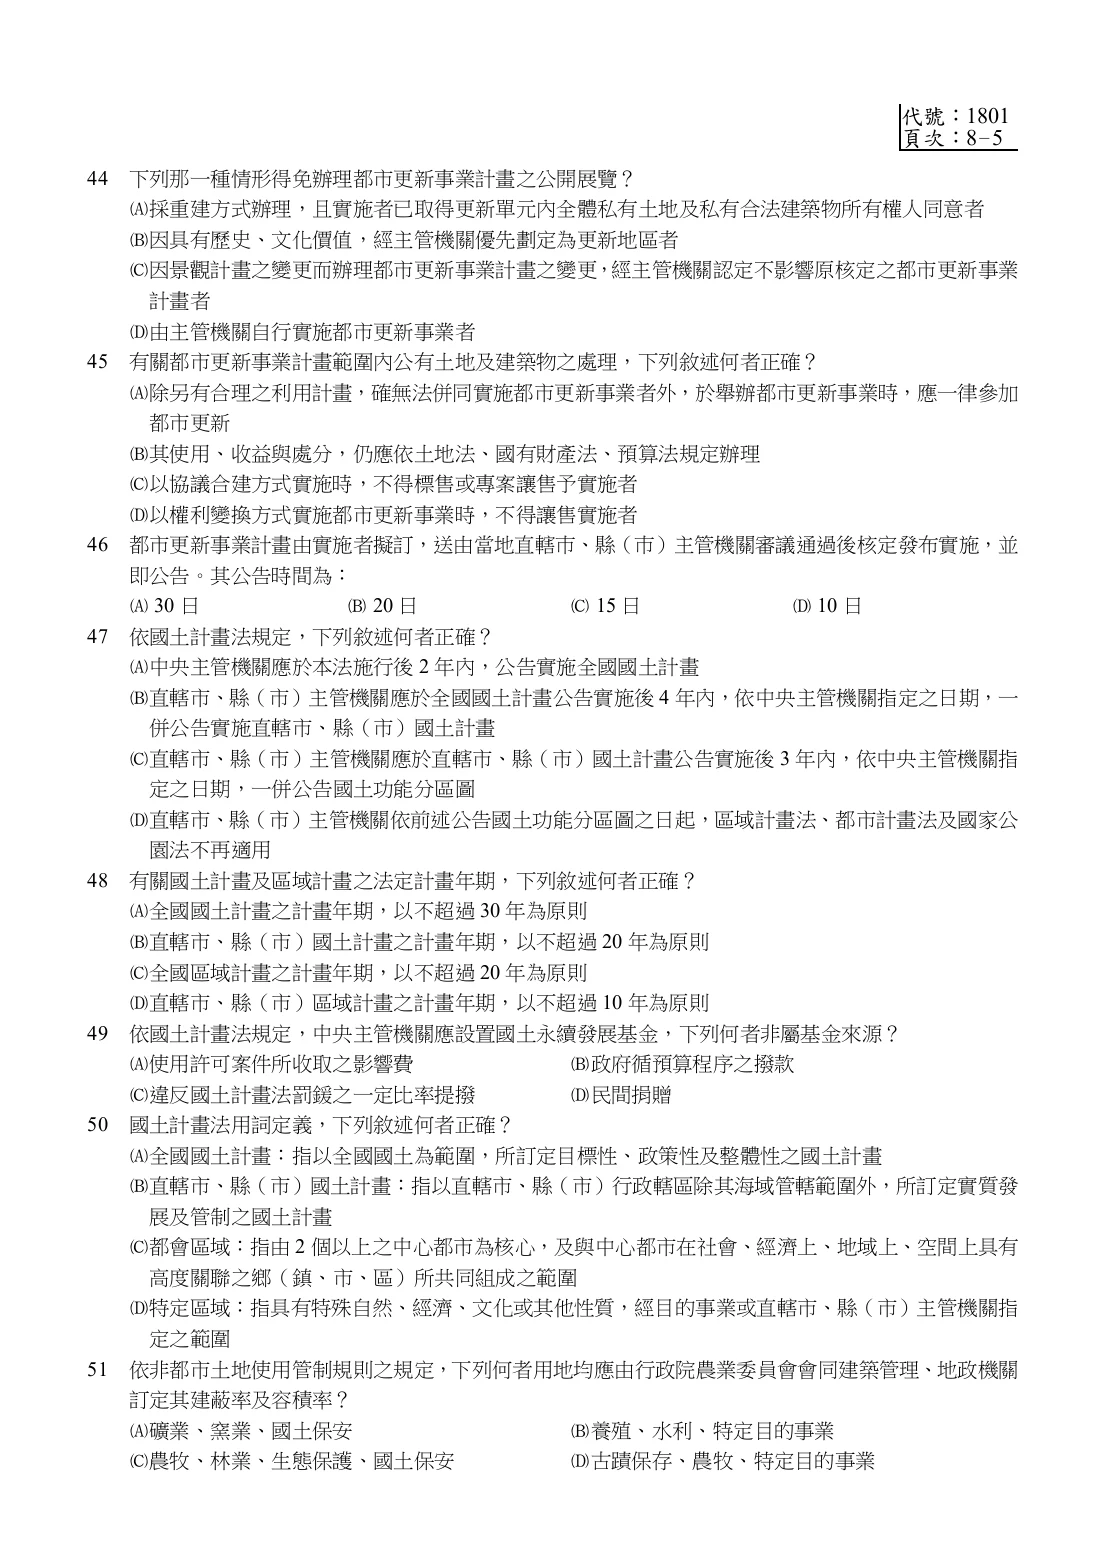 代號：1801
頁次：8－5
44 下列那一種情形得免辦理都市更新事業計畫之公開展覽？
(A)採重建方式辦理，且實施者已取得更新單元內全體私有土地及私有合法建築物所有權人同意者
(B)因具有歷史、文化價值，經主管機關優先劃定為更新地區者
(C)因景觀計畫之變更而辦理都市更新事業計畫之變更，經主管機關認定不影響原核定之都市更新事業
計畫者
(D)由主管機關自行實施都市更新事業者
45 有關都市更新事業計畫範圍內公有土地及建築物之處理，下列敘述何者正確？
(A)除另有合理之利用計畫，確無法併同實施都市更新事業者外，於舉辦都市更新事業時，應一律參加
都市更新
(B)其使用、收益與處分，仍應依土地法、國有財產法、預算法規定辦理
(C)以協議合建方式實施時，不得標售或專案讓售予實施者
(D)以權利變換方式實施都市更新事業時，不得讓售實施者
46 都市更新事業計畫由實施者擬訂，送由當地直轄市、縣（市）主管機關審議通過後核定發布實施，並
即公告。其公告時間為：
(A) 30 日 (B) 20 日 (C) 15 日 (D) 10 日
47 依國土計畫法規定，下列敘述何者正確？
(A)中央主管機關應於本法施行後 2 年內，公告實施全國國土計畫
(B)直轄市、縣（市）主管機關應於全國國土計畫公告實施後 4 年內，依中央主管機關指定之日期，一
併公告實施直轄市、縣（市）國土計畫
(C)直轄市、縣（市）主管機關應於直轄市、縣（市）國土計畫公告實施後 3 年內，依中央主管機關指
定之日期，一併公告國土功能分區圖
(D)直轄市、縣（市）主管機關依前述公告國土功能分區圖之日起，區域計畫法、都市計畫法及國家公
園法不再適用
48 有關國土計畫及區域計畫之法定計畫年期，下列敘述何者正確？
(A)全國國土計畫之計畫年期，以不超過 30 年為原則
(B)直轄市、縣（市）國土計畫之計畫年期，以不超過 20 年為原則
(C)全國區域計畫之計畫年期，以不超過 20 年為原則
(D)直轄市、縣（市）區域計畫之計畫年期，以不超過 10 年為原則
49 依國土計畫法規定，中央主管機關應設置國土永續發展基金，下列何者非屬基金來源？
(A)使用許可案件所收取之影響費 (B)政府循預算程序之撥款
(C)違反國土計畫法罰鍰之一定比率提撥 (D)民間捐贈
50 國土計畫法用詞定義，下列敘述何者正確？
(A)全國國土計畫：指以全國國土為範圍，所訂定目標性、政策性及整體性之國土計畫
(B)直轄市、縣（市）國土計畫：指以直轄市、縣（市）行政轄區除其海域管轄範圍外，所訂定實質發
展及管制之國土計畫
(C)都會區域：指由 2 個以上之中心都市為核心，及與中心都市在社會、經濟上、地域上、空間上具有
高度關聯之鄉（鎮、市、區）所共同組成之範圍
(D)特定區域：指具有特殊自然、經濟、文化或其他性質，經目的事業或直轄市、縣（市）主管機關指
定之範圍
51 依非都市土地使用管制規則之規定，下列何者用地均應由行政院農業委員會會同建築管理、地政機關
訂定其建蔽率及容積率？
(A)礦業、窯業、國土保安 (B)養殖、水利、特定目的事業
(C)農牧、林業、生態保護、國土保安 (D)古蹟保存、農牧、特定目的事業